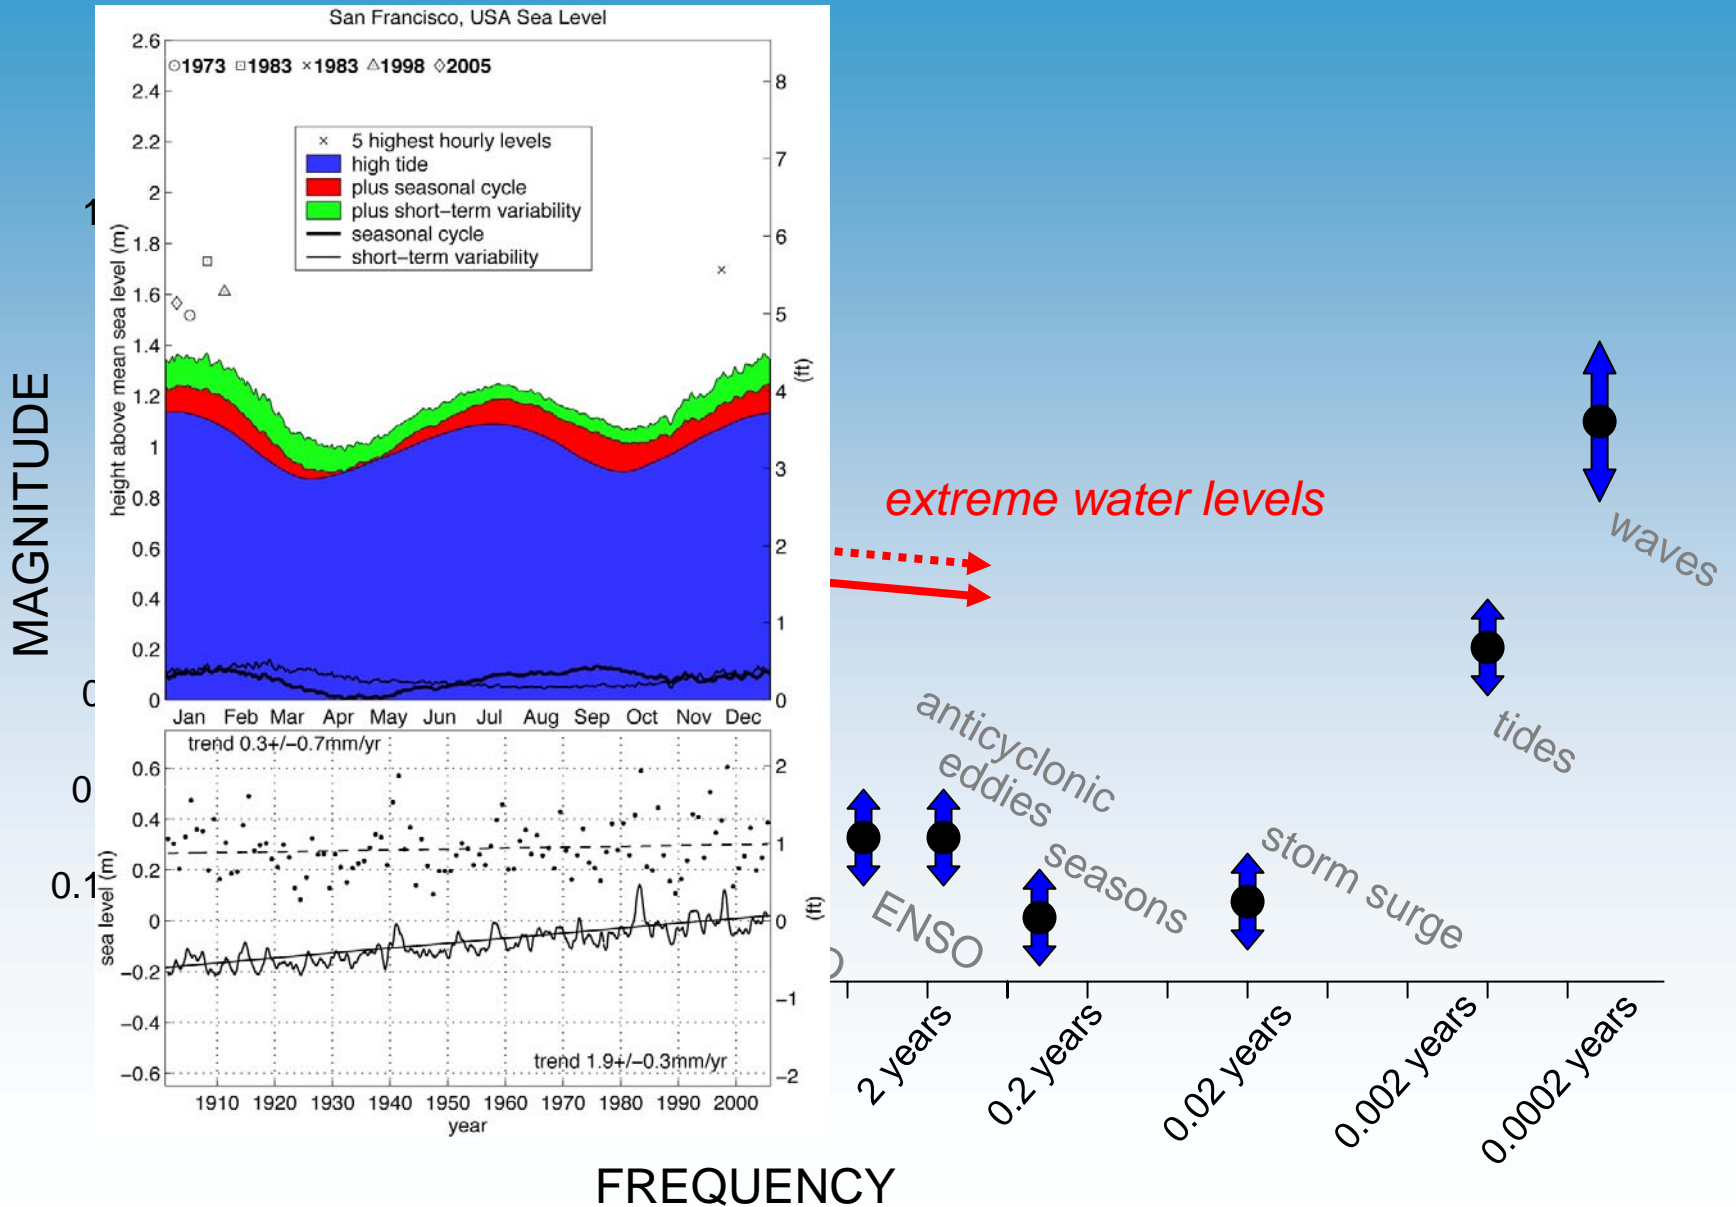 San Francisco, USA Sea Level
1973 1983 1983 1998 2005
5 highest hourly levels
high tide
plus seasonal cycle
plus short-term variability
seasonal cycle
short-term variability
height above mean sea level (m)
2.6
2.4
2.2
2
1.8
1.6
1.4
1.2
1
0.8
0.6
0.4
0.2
0
8
7
6
5
4
3
2
1
0
(ft)
Jan Feb Mar Apr May Jun Jul Aug Sep Oct Nov Dec
trend 0.3+/-0.7mm/yr
sea level (m)
0.6
0.4
0.2
0
-0.2
-0.4
-0.6
2
1
0
-1
-2
(ft)
trend 1.9+/-0.3mm/yr
1910 1920 1930 1940 1950 1960 1970 1980 1990 2000
year
MAGNITUDE
1
0
0.1
extreme water levels
waves
tides
anticyclonic
eddies
seasons
storm surge
ENSO
2 years
0.2 years
0.02 years
0.002 years
0.0002 years
FREQUENCY